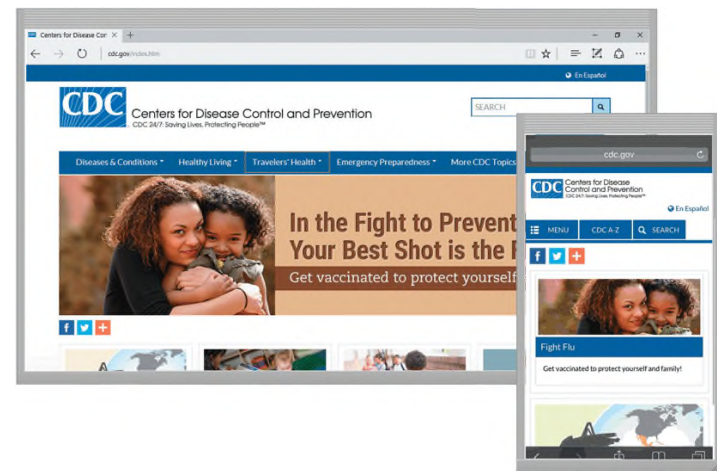 Centers for Disease Con
cdc.gov/index.htm
En Español
CDC
Centers for Disease Control and Prevention
CDC 24/7: Saving Lives, Protecting People™
SEARCH
Diseases & Conditions Healthy Living Travelers' Health Emergency Preparedness More CDC Topics
In the Fight to Prevent
Your Best Shot is the
Get vaccinated to protect yourself
cdc.gov
CDC
Centers for Disease
Control and Prevention
CDC 24/7: Saving Lives, Protecting People™
En Español
MENU CDC A-Z SEARCH
Fight Flu
Get vaccinated to protect yourself and family!